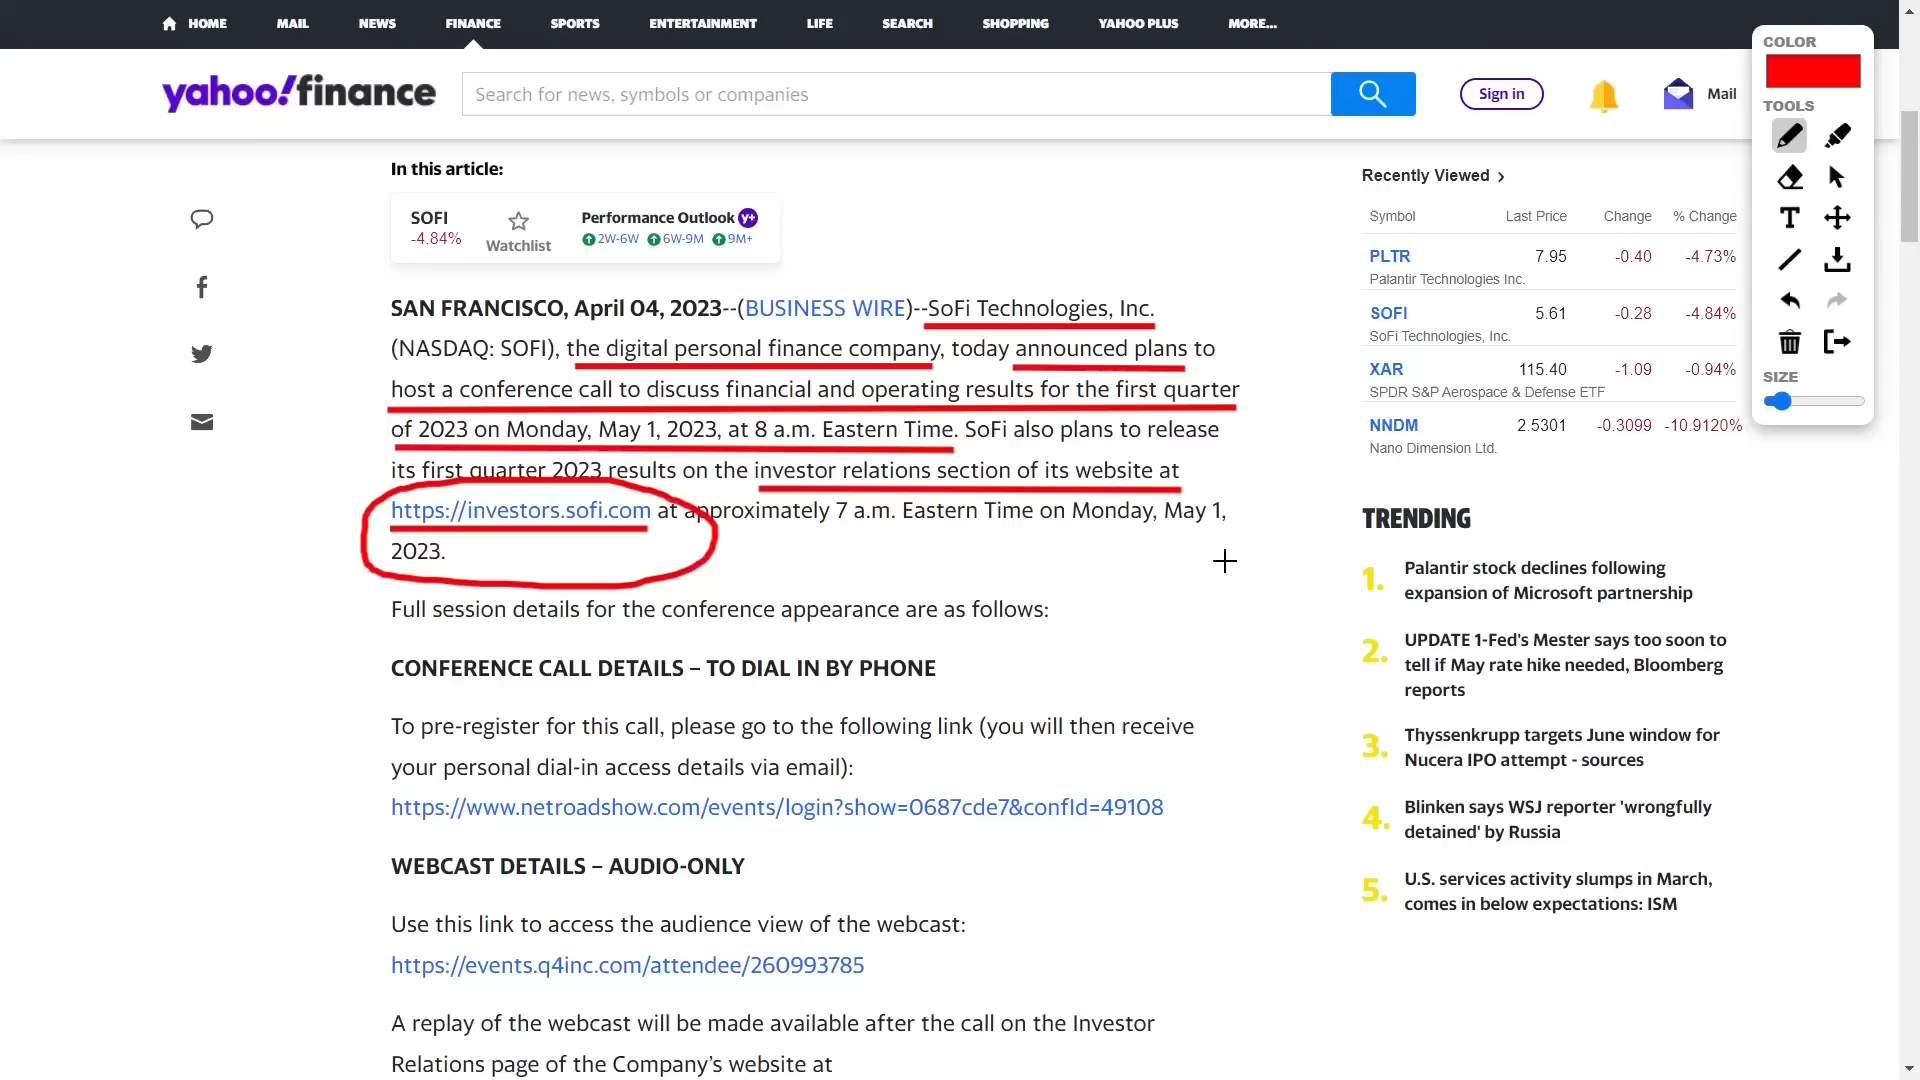 HOME MAIL NEWS FINANCE SPORTS ENTERTAINMENT LIFE SEARCH SHOPPING YAHOO PLUS MORE...
yahoo!finance
Search for news, symbols or companies
Sign in
Mail
In this article:
SOFI
-4.84%
Watchlist
Performance Outlook Y+
2W-6W 6W-9M 9M+
SAN FRANCISCO, April 04, 2023--(BUSINESS WIRE)--SoFi Technologies, Inc.
(NASDAQ: SOFI), the digital personal finance company, today announced plans to
host a conference call to discuss financial and operating results for the first quarter
of 2023 on Monday, May 1, 2023, at 8 a.m. Eastern Time. SoFi also plans to release
its first quarter 2023 results on the investor relations section of its website at
https://investors.sofi.com at approximately 7 a.m. Eastern Time on Monday, May 1,
2023.
Full session details for the conference appearance are as follows:
CONFERENCE CALL DETAILS – TO DIAL IN BY PHONE
To pre-register for this call, please go to the following link (you will then receive
your personal dial-in access details via email):
https://www.netroadshow.com/events/login?show=0687cde7&confId=49108
WEBCAST DETAILS – AUDIO-ONLY
Use this link to access the audience view of the webcast:
https://events.q4inc.com/attendee/260993785
A replay of the webcast will be made available after the call on the Investor
Relations page of the Company's website at
Recently Viewed
Symbol Last Price Change % Change
PLTR 7.95 -0.40 -4.73%
Palantir Technologies Inc.
SOFI 5.61 -0.28 -4.84%
SoFi Technologies, Inc.
XAR 115.40 -1.09 -0.94%
SPDR S&P Aerospace & Defense ETF
NNDM 2.5301 -0.3099 -10.9120%
Nano Dimension Ltd.
TRENDING
1. Palantir stock declines following
expansion of Microsoft partnership
2. UPDATE 1-Fed's Mester says too soon to
tell if May rate hike needed, Bloomberg
reports
3. Thyssenkrupp targets June window for
Nucera IPO attempt - sources
4. Blinken says WSJ reporter 'wrongfully
detained' by Russia
5. U.S. services activity slumps in March,
comes in below expectations: ISM
COLOR
TOOLS
T
SIZE